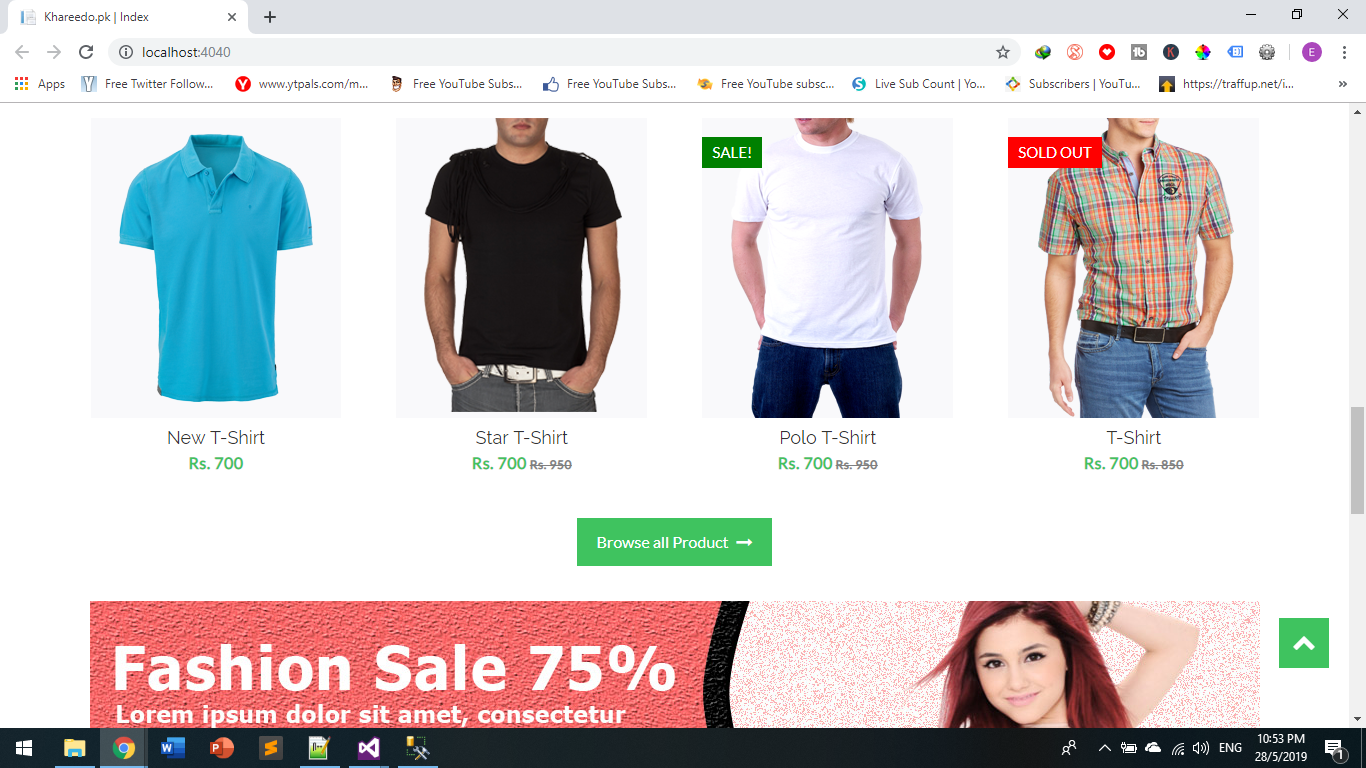 Khareedo.pk | Index
localhost:4040
Apps
Free Twitter Follow...
www.ytpals.com/m...
Free YouTube Subs...
Free YouTube Subs...
Free YouTube subsc...
Live Sub Count | Yo...
Subscribers | YouTu...
https://traffup.net/i...
»
SALE!
SOLD OUT
New T-Shirt
Star T-Shirt
Polo T-Shirt
T-Shirt
Rs. 700
Rs. 700 Rs. 950
Rs. 700 Rs. 950
Rs. 700 Rs. 850
Browse all Product
Fashion Sale 75%
Lorem ipsum dolor sit amet, consectetur
ENG
10:53 PM
28/5/2019
1